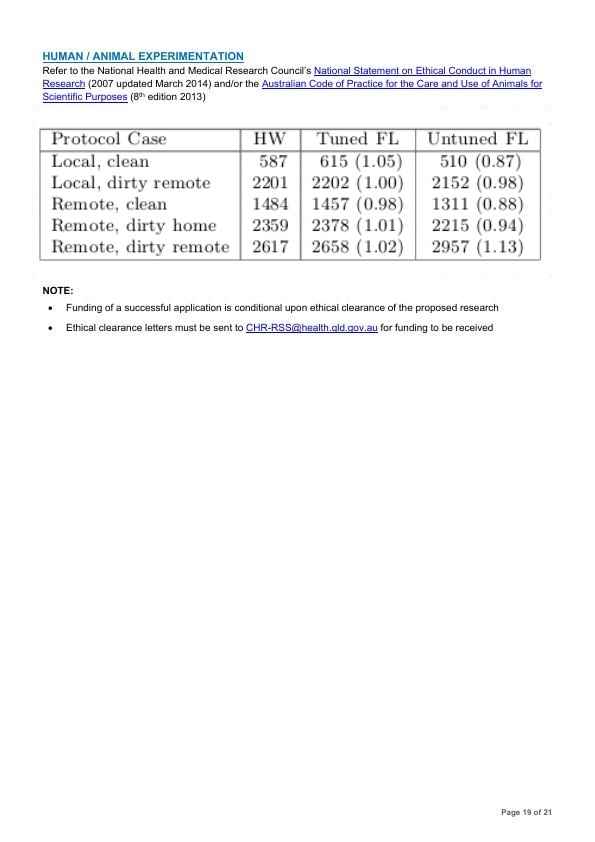 HUMAN / ANIMAL EXPERIMENTATION
Refer to the National Health and Medical Research Council's National Statement on Ethical Conduct in Human
Research (2007 updated March 2014) and/or the Australian Code of Practice for the Care and Use of Animals for
Scientific Purposes (8th edition 2013)
Protocol Case HW Tuned FL Untuned FL
Local, clean 587 615 (1.05) 510 (0.87)
Local, dirty remote 2201 2202 (1.00) 2152 (0.98)
Remote, clean 1484 1457 (0.98) 1311 (0.88)
Remote, dirty home 2359 2378 (1.01) 2215 (0.94)
Remote, dirty remote 2617 2658 (1.02) 2957 (1.13)
NOTE:
• Funding of a successful application is conditional upon ethical clearance of the proposed research
• Ethical clearance letters must be sent to CHR-RSS@health.qld.gov.au for funding to be received
Page 19 of 21